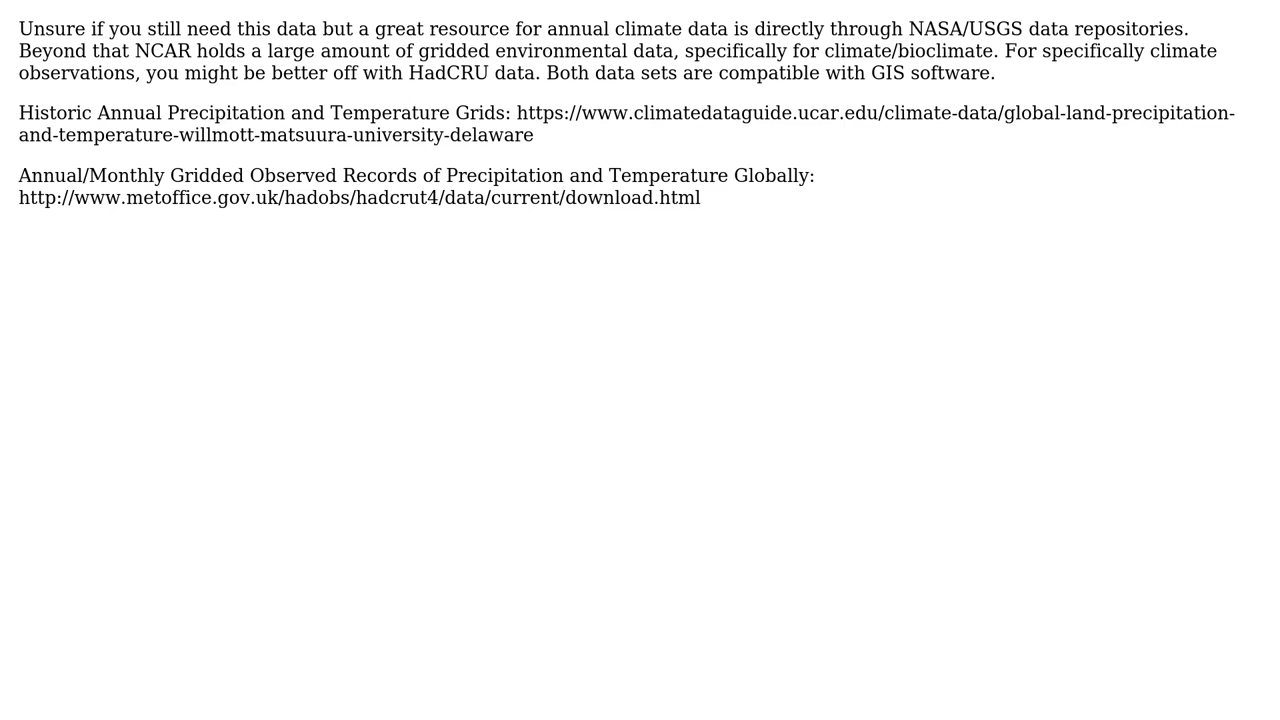 Unsure if you still need this data but a great resource for annual climate data is directly through NASA/USGS data repositories.
Beyond that NCAR holds a large amount of gridded environmental data, specifically for climate/bioclimate. For specifically climate
observations, you might be better off with HadCRU data. Both data sets are compatible with GIS software.
Historic Annual Precipitation and Temperature Grids: https://www.climatedataguide.ucar.edu/climate-data/global-land-precipitation-
and-temperature-willmott-matsuura-university-delaware
Annual/Monthly Gridded Observed Records of Precipitation and Temperature Globally:
http://www.metoffice.gov.uk/hadobs/hadcrut4/data/current/download.html